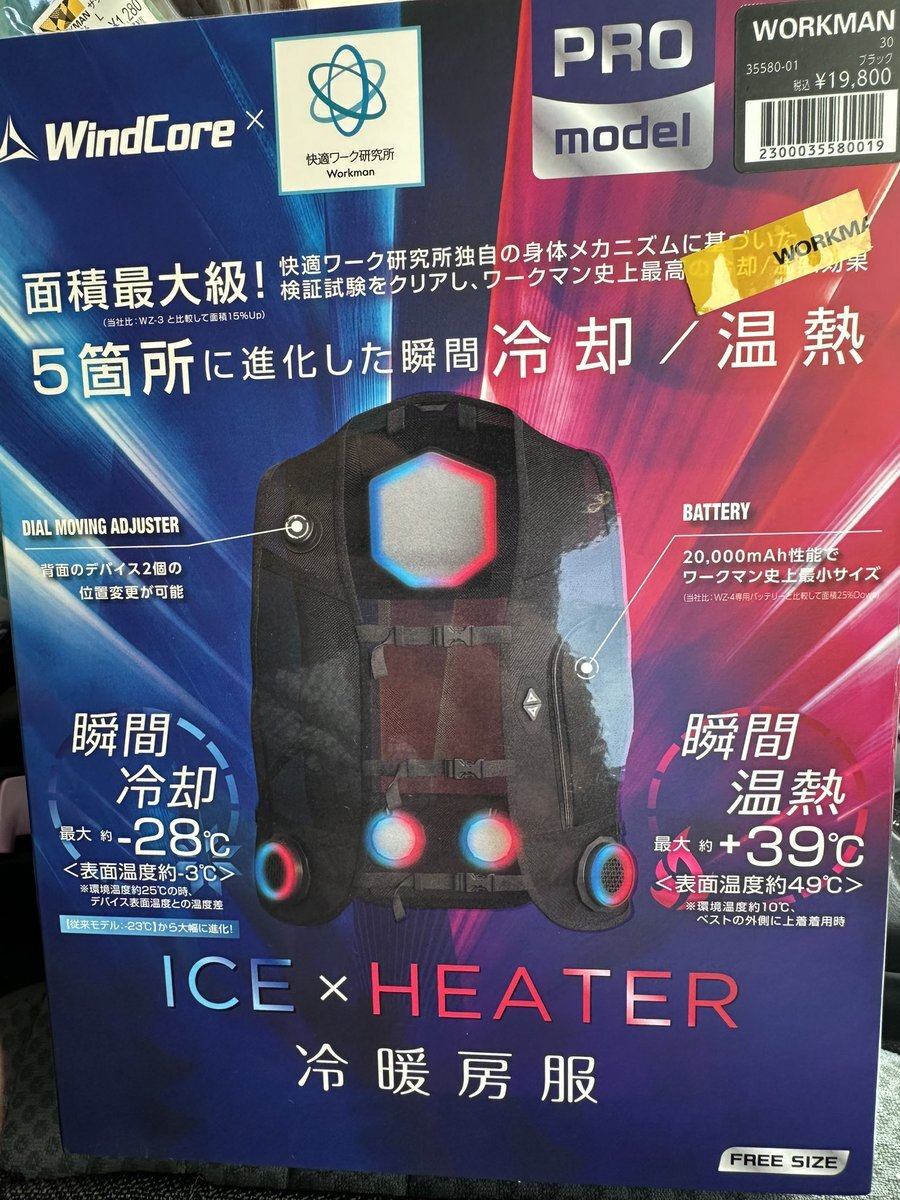 WORKMAN
¥1,280
WindCore × 快適ワーク研究所
Workman
PRO
model
WORKMAN
30
35580-01 ブラック
税込 ¥19,800
2300035580019
WORKMA
面積最大級!
(当社比:WZ-3 と比較して面積15%Up)
快適ワーク研究所独自の身体メカニズムに基づいた
検証試験をクリアし、ワークマン史上最高の冷却/温熱効果
5箇所に進化した瞬間冷却/温熱
DIAL MOVING ADJUSTER
背面のデバイス2個の
位置変更が可能
BATTERY
20,000mAh性能で
ワークマン史上最小サイズ
(当社比:WZ-4専用バッテリーと比較して面積25%Down)
瞬間
冷却
最大 約-28℃
<表面温度約-3℃>
※環境温度約25℃の時、
デバイス表面温度との温度差
【従来モデル:-23℃】から大幅に進化!
瞬間
温熱
最大 約+39℃
<表面温度約49℃>
※環境温度約10℃、
ベストの外側に上着着用時
ICE × HEATER
冷暖房服
FREE SIZE